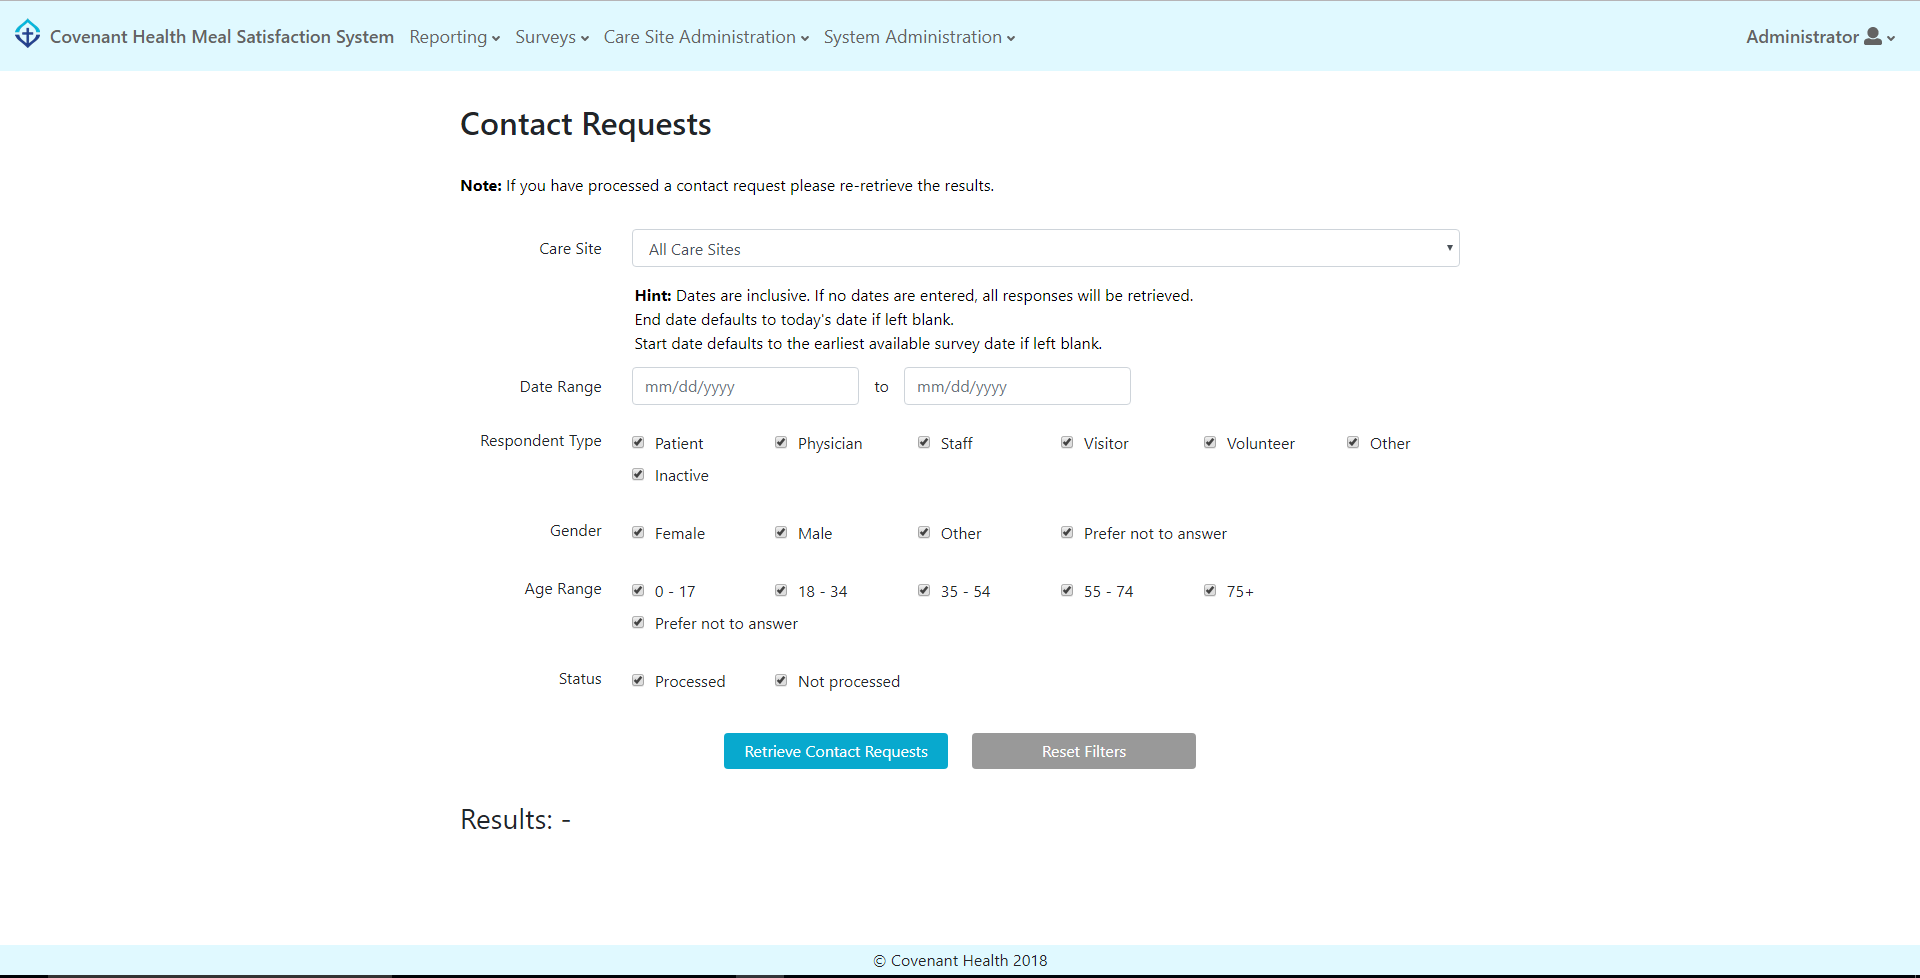 Covenant Health Meal Satisfaction System Reporting Surveys Care Site Administration System Administration Administrator
Contact Requests
Note: If you have processed a contact request please re-retrieve the results.
Care Site All Care Sites
Hint: Dates are inclusive. If no dates are entered, all responses will be retrieved.
End date defaults to today's date if left blank.
Start date defaults to the earliest available survey date if left blank.
Date Range mm/dd/yyyy to mm/dd/yyyy
Respondent Type Patient Physician Staff Visitor Volunteer Other
Inactive
Gender Female Male Other Prefer not to answer
Age Range 0 - 17 18 - 34 35 - 54 55 - 74 75+
Prefer not to answer
Status Processed Not processed
Retrieve Contact Requests Reset Filters
Results: -
© Covenant Health 2018